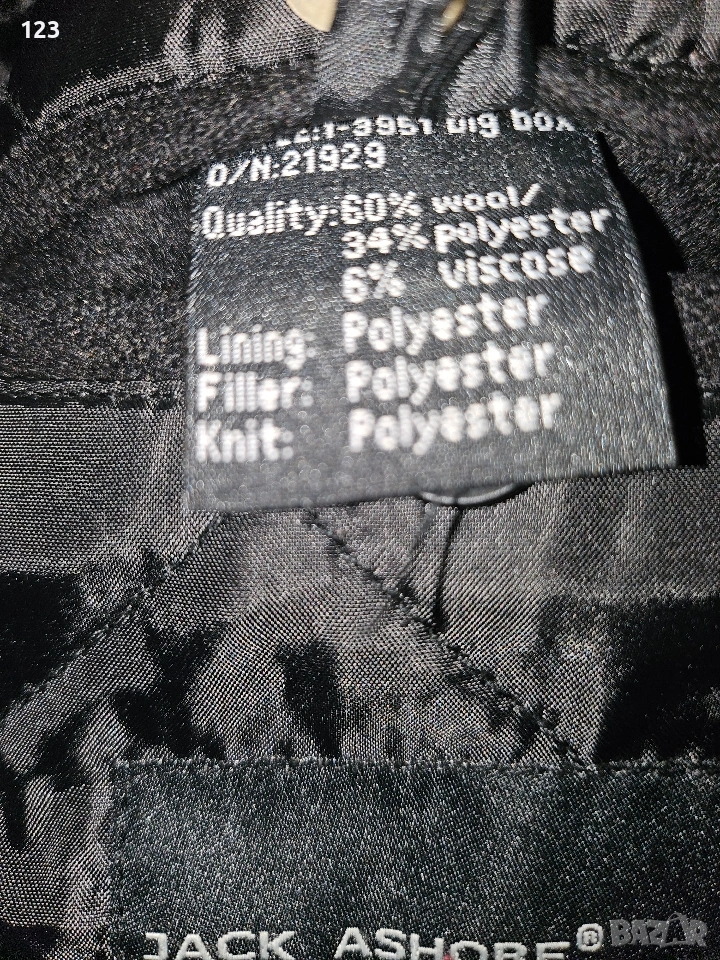 123
1-3951 big box
O/N:21929
Quality:60% wool/
34% polyester
6% viscose
Lining: Polyester
Filler: Polyester
Knit: Polyester
JACK ASHORE®
BAZAR